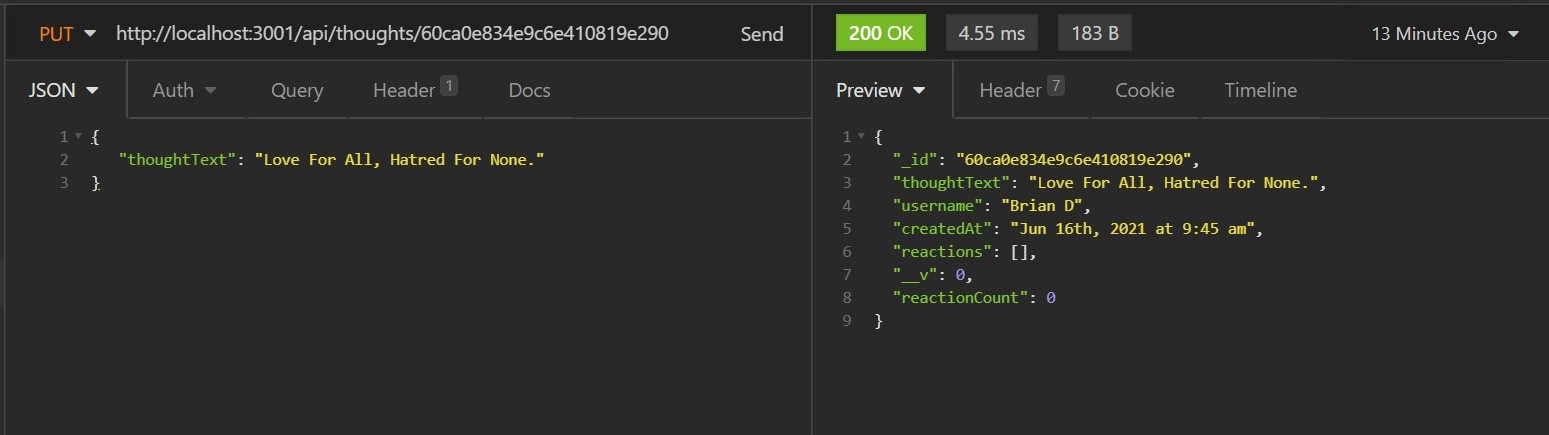 PUT http://localhost:3001/api/thoughts/60ca0e834e9c6e410819e290 Send
200 OK 4.55 ms 183 B 13 Minutes Ago
JSON Auth Query Header 1 Docs
Preview Header 7 Cookie Timeline
1 {
2 "thoughtText": "Love For All, Hatred For None."
3 }
1 {
2 "_id": "60ca0e834e9c6e410819e290",
3 "thoughtText": "Love For All, Hatred For None.",
4 "username": "Brian D",
5 "createdAt": "Jun 16th, 2021 at 9:45 am",
6 "reactions": [],
7 "__v": 0,
8 "reactionCount": 0
9 }